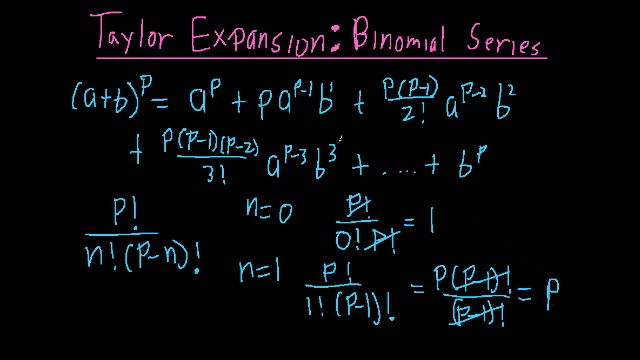 Taylor Expansion: Binomial Series
(a+b)^p = a^p + pa^(p-1)b^1 + p(p-1)/2! a^(p-2)b^2
+ p(p-1)(p-2)/3! a^(p-3)b^3 + .... + b^p
p!/n!(p-n)! n=0 p!/0!p! = 1
n=1 p!/1!(p-1)! = p(p-1)!/(p-1)! = p